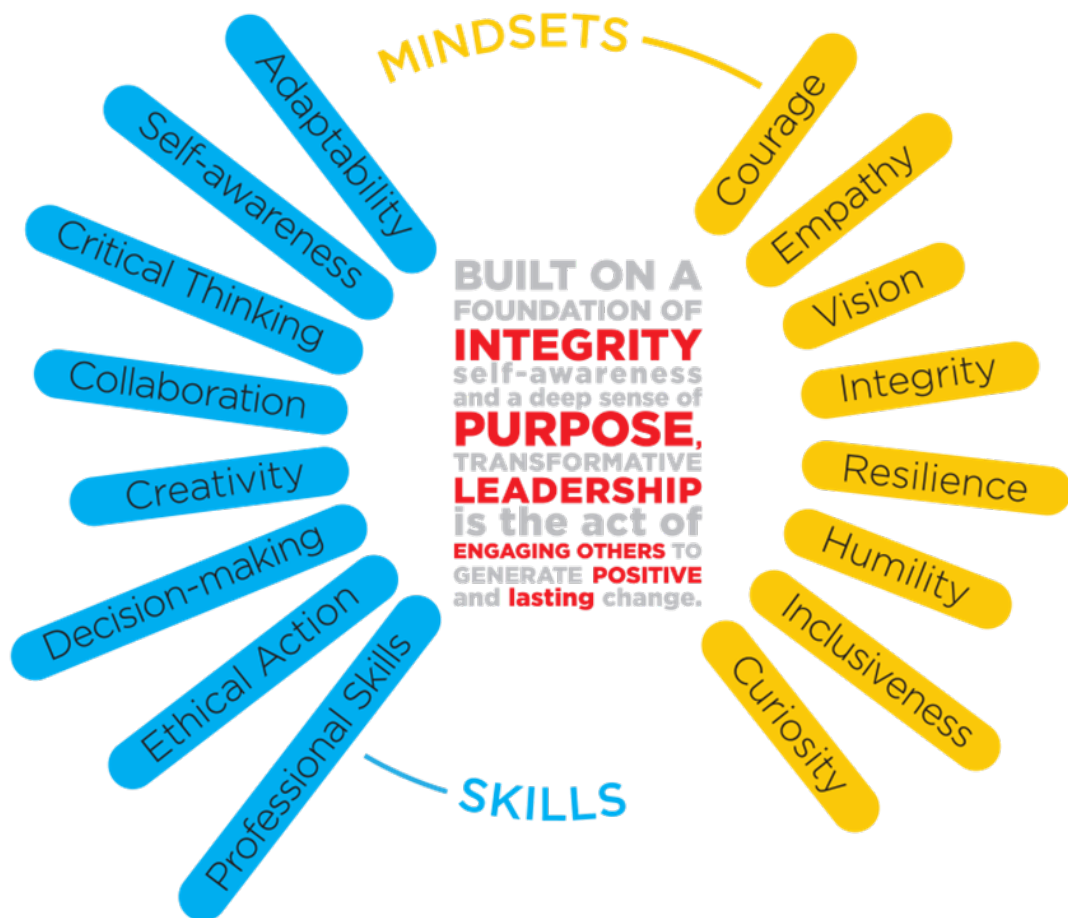 MINDSETS
Adaptability
Self-awareness
Critical Thinking
Collaboration
Creativity
Decision-making
Ethical Action
Professional Skills
BUILT ON A
FOUNDATION OF
INTEGRITY
self-awareness
and a deep sense of
PURPOSE,
TRANSFORMATIVE
LEADERSHIP
is the act of
ENGAGING OTHERS TO
GENERATE POSITIVE
and lasting change.
Courage
Empathy
Vision
Integrity
Resilience
Humility
Inclusiveness
Curiosity
SKILLS